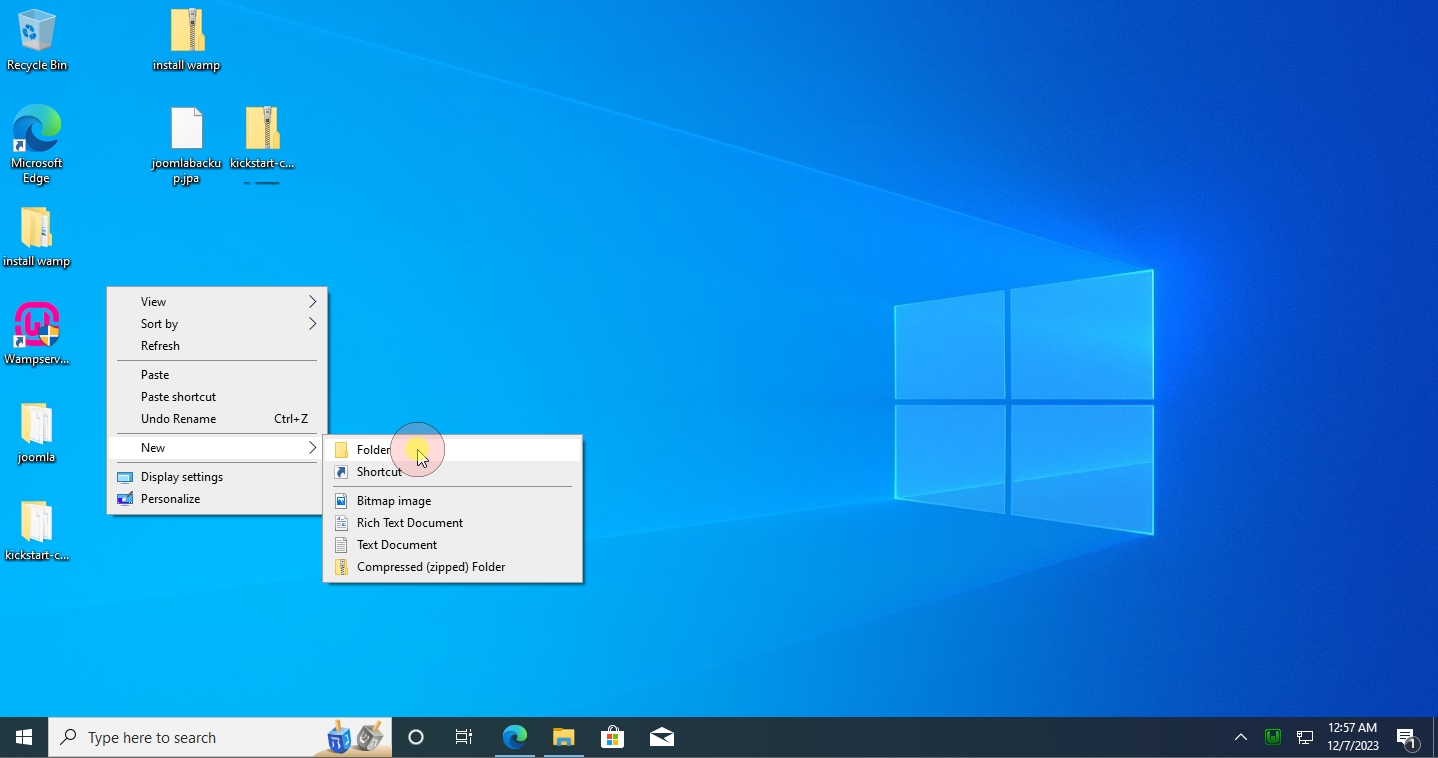 Recycle Bin
install wamp
Microsoft
Edge
joomlabacku
p.jpa
kickstart-c...
install wamp
Wampserv...
joomla
kickstart-c...
View
Sort by
Refresh
Paste
Paste shortcut
Undo Rename Ctrl+Z
New
Display settings
Personalize
Folder
Shortcut
Bitmap image
Rich Text Document
Text Document
Compressed (zipped) Folder
Type here to search
12:57 AM
12/7/2023
1